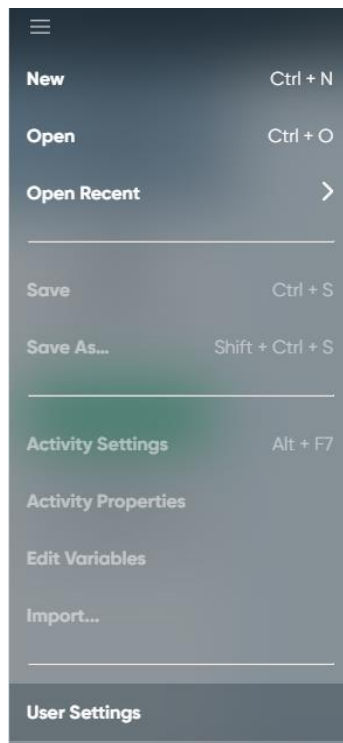 New Ctrl + N
Open Ctrl + O
Open Recent
Save Ctrl + S
Save As... Shift + Ctrl + S
Activity Settings Alt + F7
Activity Properties
Edit Variables
Import...
User Settings